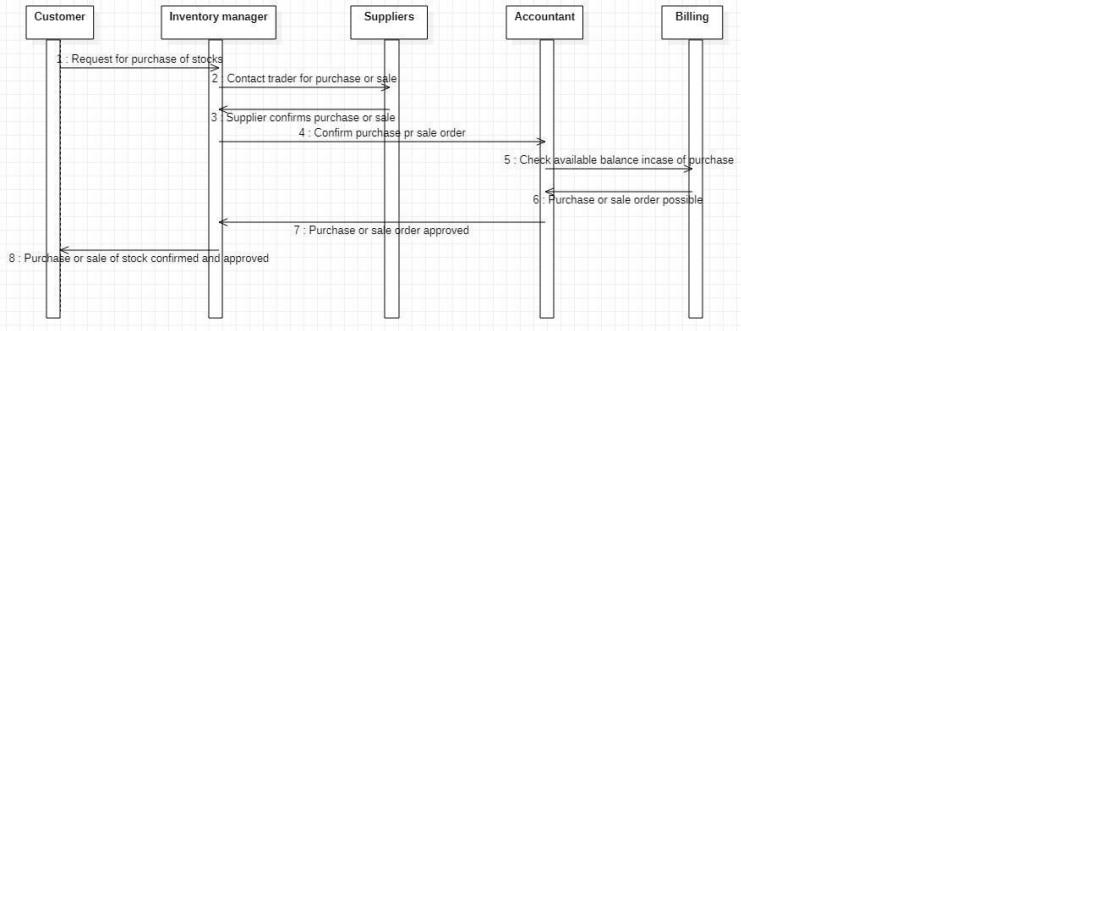 Customer
Inventory manager
Suppliers
Accountant
Billing
1 : Request for purchase of stocks
2 : Contact trader for purchase or sale
3 : Supplier confirms purchase or sale
4 : Confirm purchase pr sale order
5 : Check available balance incase of purchase
6 : Purchase or sale order possible
7 : Purchase or sale order approved
8 : Purchase or sale of stock confirmed and approved